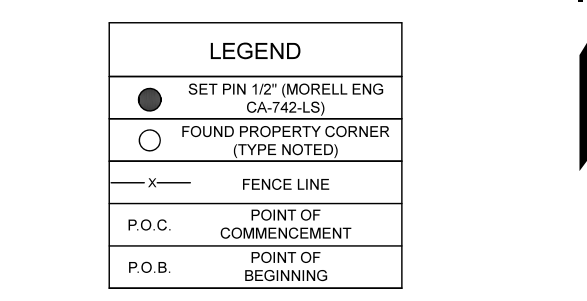 LEGEND
SET PIN 1/2" (MORELL ENG
CA-742-LS)
FOUND PROPERTY CORNER
(TYPE NOTED)
X
FENCE LINE
P.O.C.
POINT OF
COMMENCEMENT
P.O.B.
POINT OF
BEGINNING